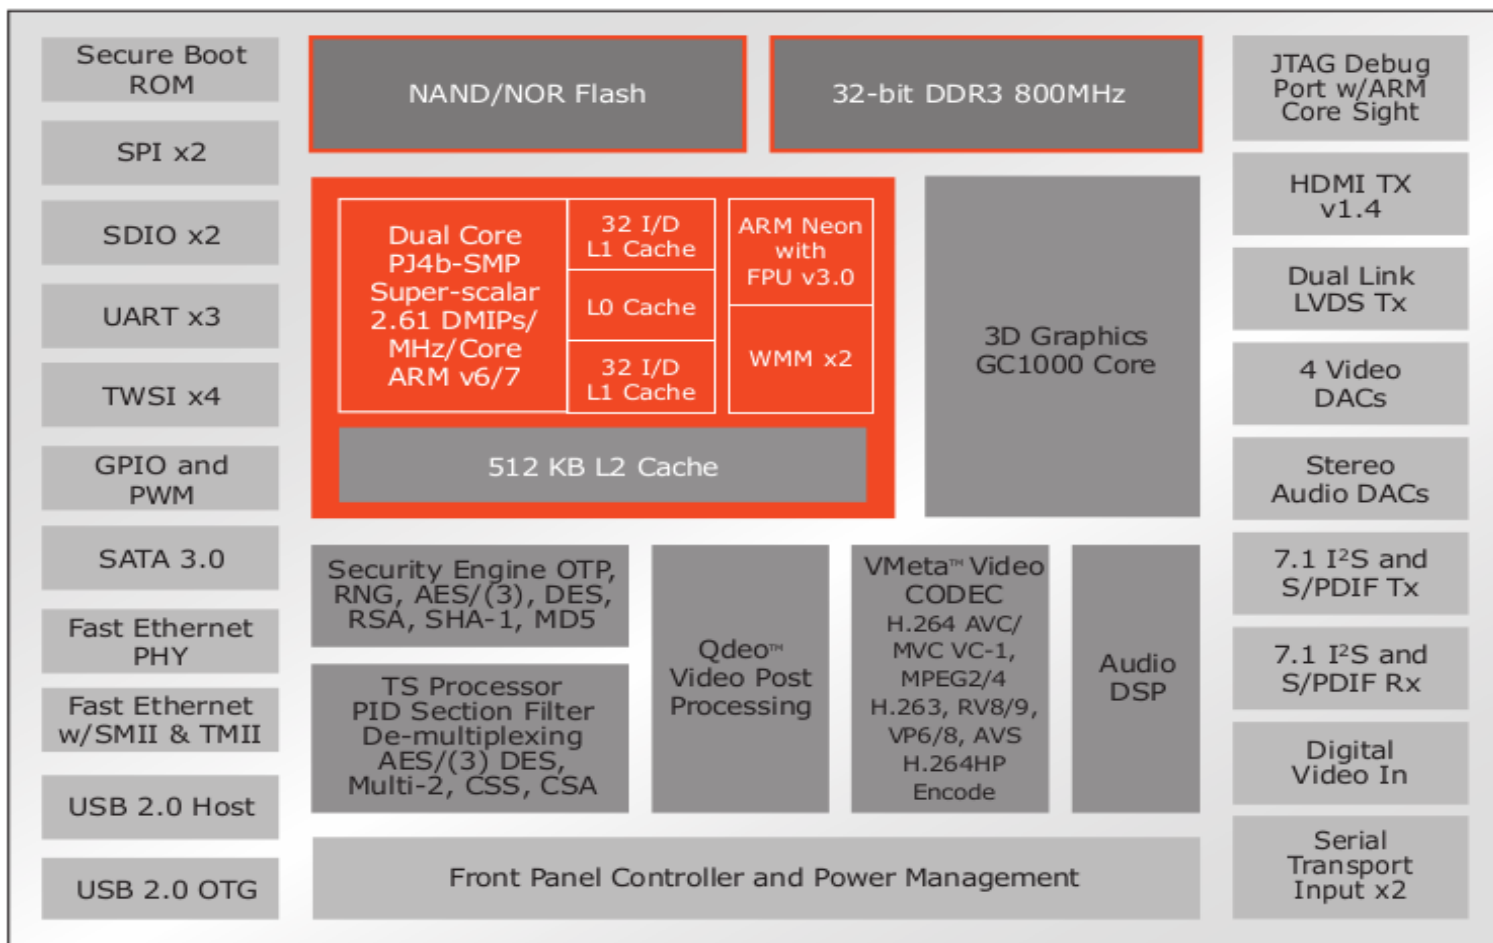 Secure Boot
ROM
SPI x2
SDIO x2
UART x3
TWSI x4
GPIO and
PWM
SATA 3.0
Fast Ethernet
PHY
Fast Ethernet
w/SMII & TMII
USB 2.0 Host
USB 2.0 OTG
NAND/NOR Flash
32-bit DDR3 800MHz
Dual Core
PJ4b-SMP
Super-scalar
2.61 DMIPs/
MHz/Core
ARM v6/7
32 I/D
L1 Cache
L0 Cache
32 I/D
L1 Cache
ARM Neon
with
FPU v3.0
WMM x2
512 KB L2 Cache
3D Graphics
GC1000 Core
Security Engine OTP,
RNG, AES/(3), DES,
RSA, SHA-1, MD5
TS Processor
PID Section Filter
De-multiplexing
AES/(3) DES,
Multi-2, CSS, CSA
Qdeo™
Video Post
Processing
VMeta™ Video
CODEC
H.264 AVC/
MVC VC-1,
MPEG2/4
H.263, RV8/9,
VP6/8, AVS
H.264HP
Encode
Audio
DSP
Front Panel Controller and Power Management
JTAG Debug
Port w/ARM
Core Sight
HDMI TX
v1.4
Dual Link
LVDS Tx
4 Video
DACs
Stereo
Audio DACs
7.1 I²S and
S/PDIF Tx
7.1 I²S and
S/PDIF Rx
Digital
Video In
Serial
Transport
Input x2